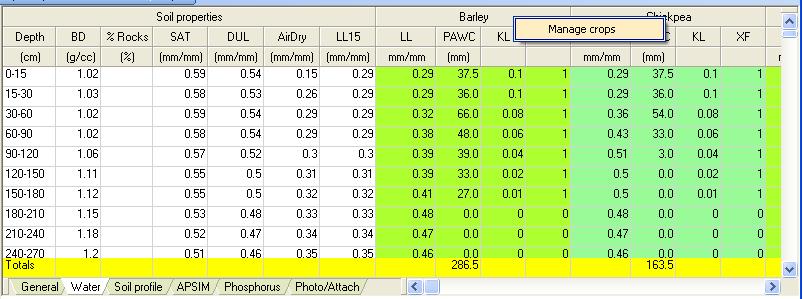 Soil properties Barley Chickpea
Manage crops
Depth BD % Rocks SAT DUL AirDry LL15 LL PAWC KL C KL XF
(cm) (g/cc) (%) (mm/mm) (mm/mm) (mm/mm) (mm/mm) mm/mm (mm) mm/mm (mm)
0-15 1.02 0.59 0.54 0.15 0.29 0.29 37.5 0.1 1 0.29 37.5 0.1 1
15-30 1.03 0.58 0.53 0.26 0.29 0.29 36.0 0.1 1 0.29 36.0 0.1 1
30-60 1.02 0.59 0.54 0.29 0.29 0.32 66.0 0.08 1 0.36 54.0 0.08 1
60-90 1.02 0.58 0.54 0.29 0.29 0.38 48.0 0.06 1 0.43 33.0 0.06 1
90-120 1.06 0.57 0.52 0.3 0.3 0.39 39.0 0.04 1 0.51 3.0 0.04 1
120-150 1.11 0.55 0.5 0.31 0.31 0.39 33.0 0.02 1 0.5 0.0 0.02 1
150-180 1.12 0.55 0.5 0.32 0.32 0.41 27.0 0.01 1 0.5 0.0 0.01 1
180-210 1.15 0.53 0.48 0.33 0.33 0.48 0.0 0 0 0.48 0.0 0 0
210-240 1.18 0.52 0.47 0.34 0.34 0.47 0.0 0 0 0.47 0.0 0 0
240-270 1.2 0.51 0.46 0.35 0.35 0.46 0.0 0 0 0.46 0.0 0 0
Totals 286.5 163.5
General Water Soil profile APSIM Phosphorus Photo/Attach